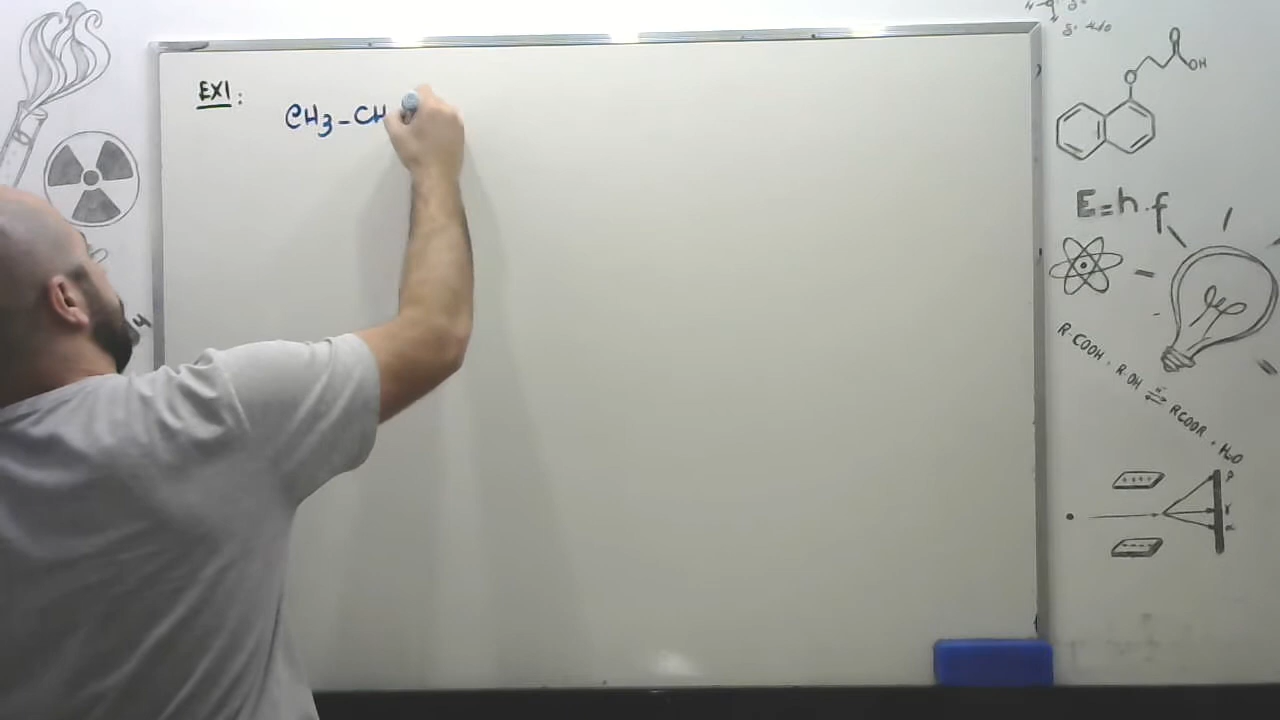 EX1:
CH3-CH
OH
O
E=h.f
R-COOH + R-OH ⇌ RCOOR + H2O